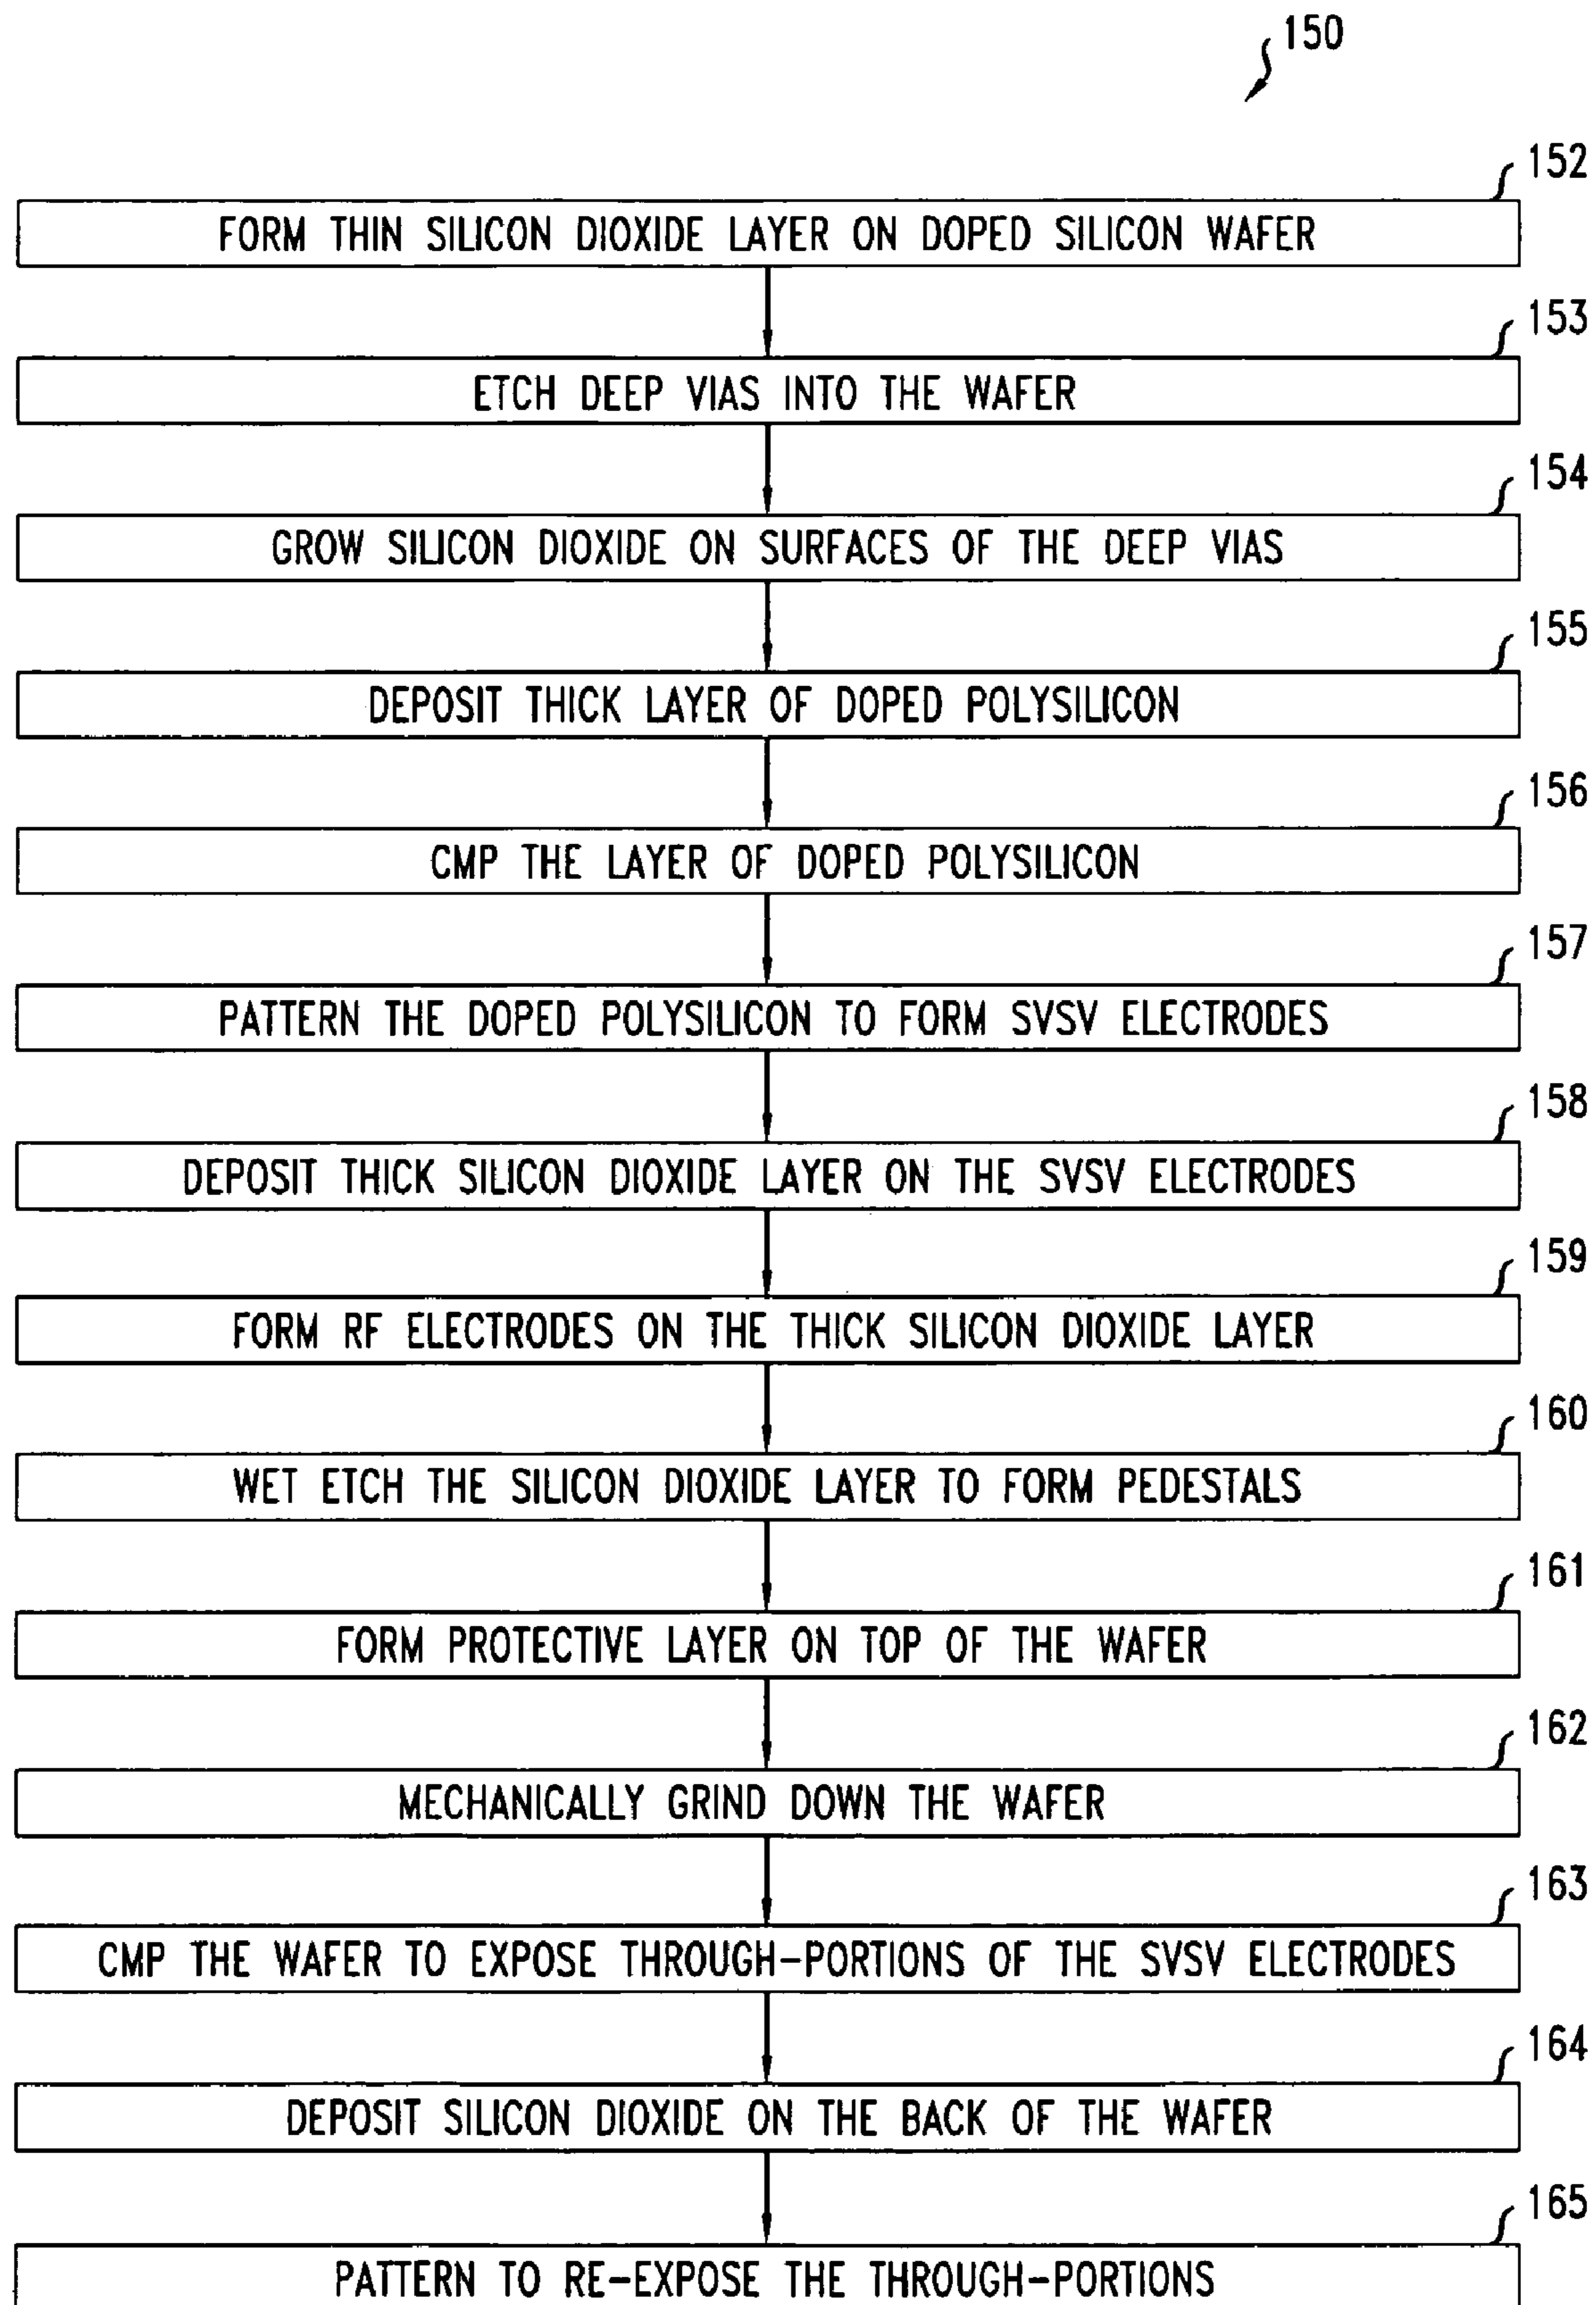 150
152
FORM THIN SILICON DIOXIDE LAYER ON DOPED SILICON WAFER
153
ETCH DEEP VIAS INTO THE WAFER
154
GROW SILICON DIOXIDE ON SURFACES OF THE DEEP VIAS
155
DEPOSIT THICK LAYER OF DOPED POLYSILICON
156
CMP THE LAYER OF DOPED POLYSILICON
157
PATTERN THE DOPED POLYSILICON TO FORM SVSV ELECTRODES
158
DEPOSIT THICK SILICON DIOXIDE LAYER ON THE SVSV ELECTRODES
159
FORM RF ELECTRODES ON THE THICK SILICON DIOXIDE LAYER
160
WET ETCH THE SILICON DIOXIDE LAYER TO FORM PEDESTALS
161
FORM PROTECTIVE LAYER ON TOP OF THE WAFER
162
MECHANICALLY GRIND DOWN THE WAFER
163
CMP THE WAFER TO EXPOSE THROUGH-PORTIONS OF THE SVSV ELECTRODES
164
DEPOSIT SILICON DIOXIDE ON THE BACK OF THE WAFER
165
PATTERN TO RE-EXPOSE THE THROUGH-PORTIONS